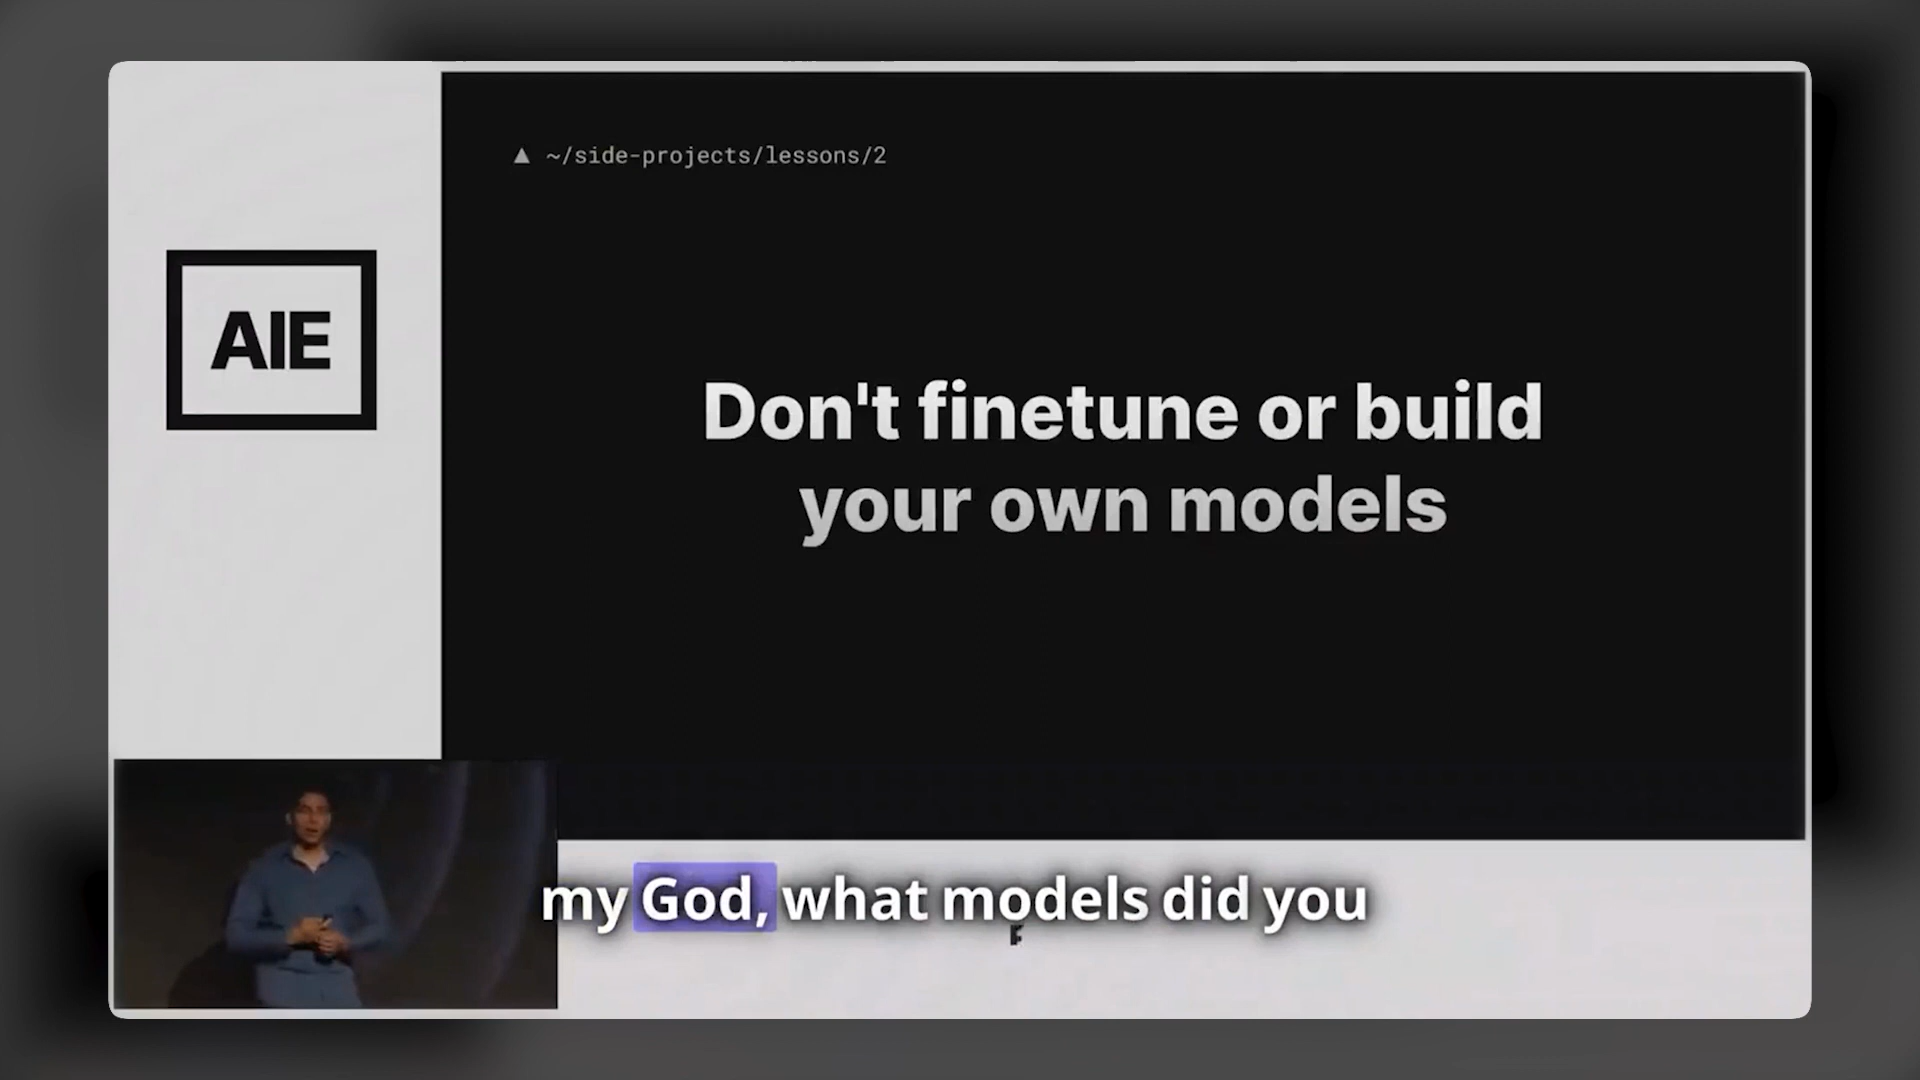 ▲ ~/side-projects/lessons/2
AIE
Don't finetune or build
your own models
my God, what models did you